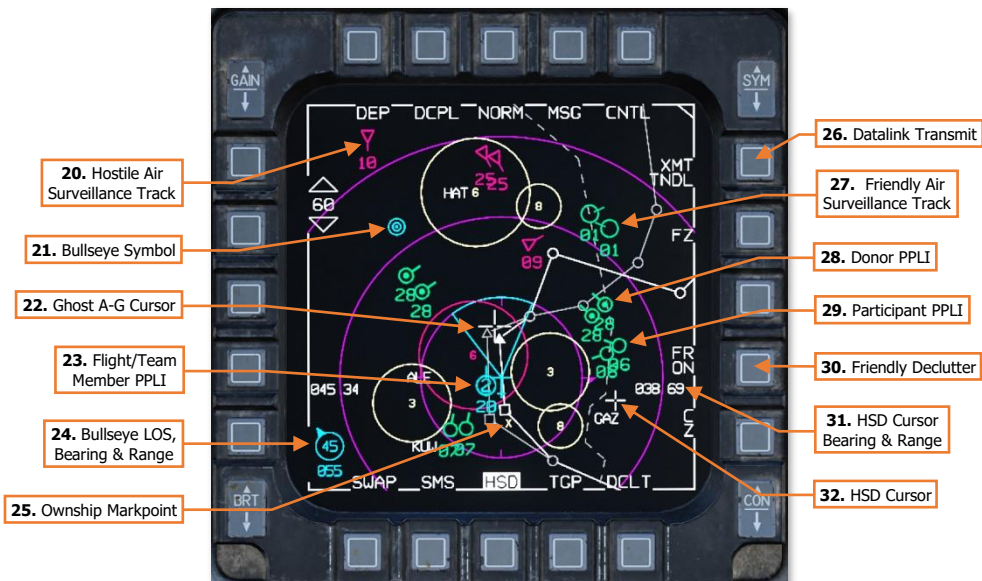 GAIN
SYM
DEP DCPL NORM MSG CNTL
10
25 25
HAT 6
8
60
XMT
TNDL
01
01
FZ
09
28
28
28
28
6
3
06
FR
ON
ALF
3
2
20
045 34
038 69
GAZ
C
Z
X
8
KUW
07
45
055
SWAP SMS HSD TGP DCLT
BRT
CON
20. Hostile Air
Surveillance Track
21. Bullseye Symbol
22. Ghost A-G Cursor
23. Flight/Team
Member PPLI
24. Bullseye LOS,
Bearing & Range
25. Ownship Markpoint
26. Datalink Transmit
27. Friendly Air
Surveillance Track
28. Donor PPLI
29. Participant PPLI
30. Friendly Declutter
31. HSD Cursor
Bearing & Range
32. HSD Cursor